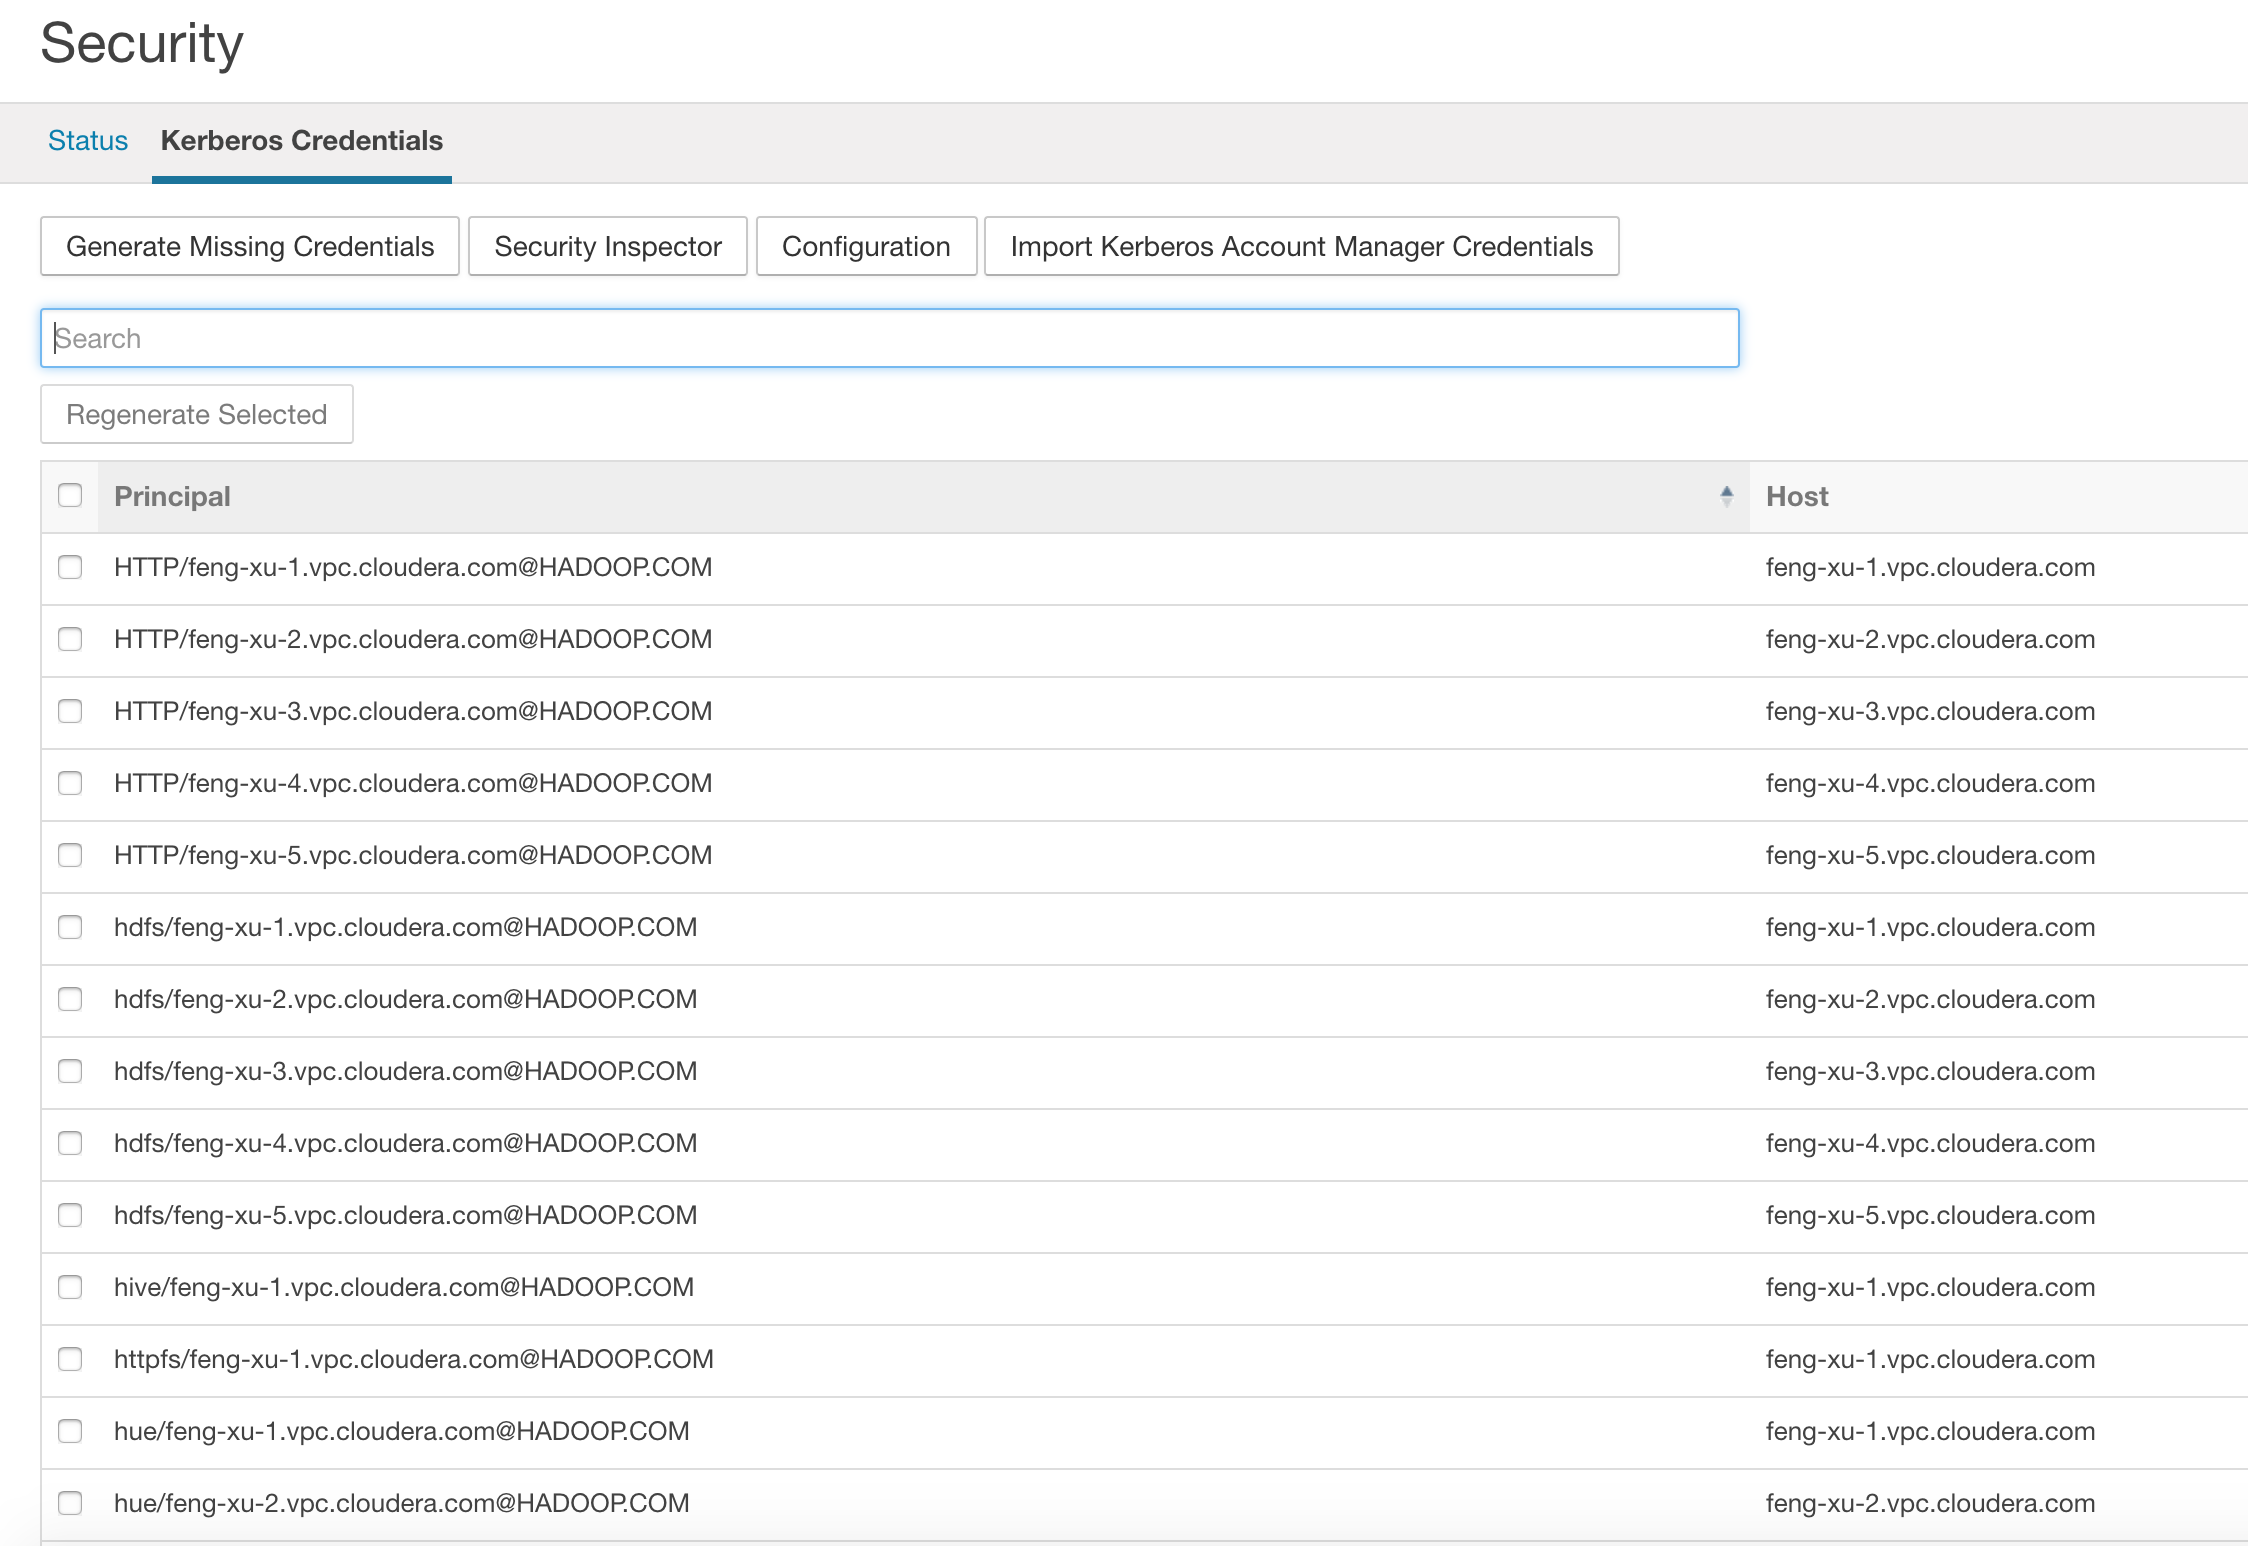 Security
Status Kerberos Credentials
Generate Missing Credentials Security Inspector Configuration Import Kerberos Account Manager Credentials
Search
Regenerate Selected
Principal Host
HTTP/feng-xu-1.vpc.cloudera.com@HADOOP.COM feng-xu-1.vpc.cloudera.com
HTTP/feng-xu-2.vpc.cloudera.com@HADOOP.COM feng-xu-2.vpc.cloudera.com
HTTP/feng-xu-3.vpc.cloudera.com@HADOOP.COM feng-xu-3.vpc.cloudera.com
HTTP/feng-xu-4.vpc.cloudera.com@HADOOP.COM feng-xu-4.vpc.cloudera.com
HTTP/feng-xu-5.vpc.cloudera.com@HADOOP.COM feng-xu-5.vpc.cloudera.com
hdfs/feng-xu-1.vpc.cloudera.com@HADOOP.COM feng-xu-1.vpc.cloudera.com
hdfs/feng-xu-2.vpc.cloudera.com@HADOOP.COM feng-xu-2.vpc.cloudera.com
hdfs/feng-xu-3.vpc.cloudera.com@HADOOP.COM feng-xu-3.vpc.cloudera.com
hdfs/feng-xu-4.vpc.cloudera.com@HADOOP.COM feng-xu-4.vpc.cloudera.com
hdfs/feng-xu-5.vpc.cloudera.com@HADOOP.COM feng-xu-5.vpc.cloudera.com
hive/feng-xu-1.vpc.cloudera.com@HADOOP.COM feng-xu-1.vpc.cloudera.com
httpfs/feng-xu-1.vpc.cloudera.com@HADOOP.COM feng-xu-1.vpc.cloudera.com
hue/feng-xu-1.vpc.cloudera.com@HADOOP.COM feng-xu-1.vpc.cloudera.com
hue/feng-xu-2.vpc.cloudera.com@HADOOP.COM feng-xu-2.vpc.cloudera.com